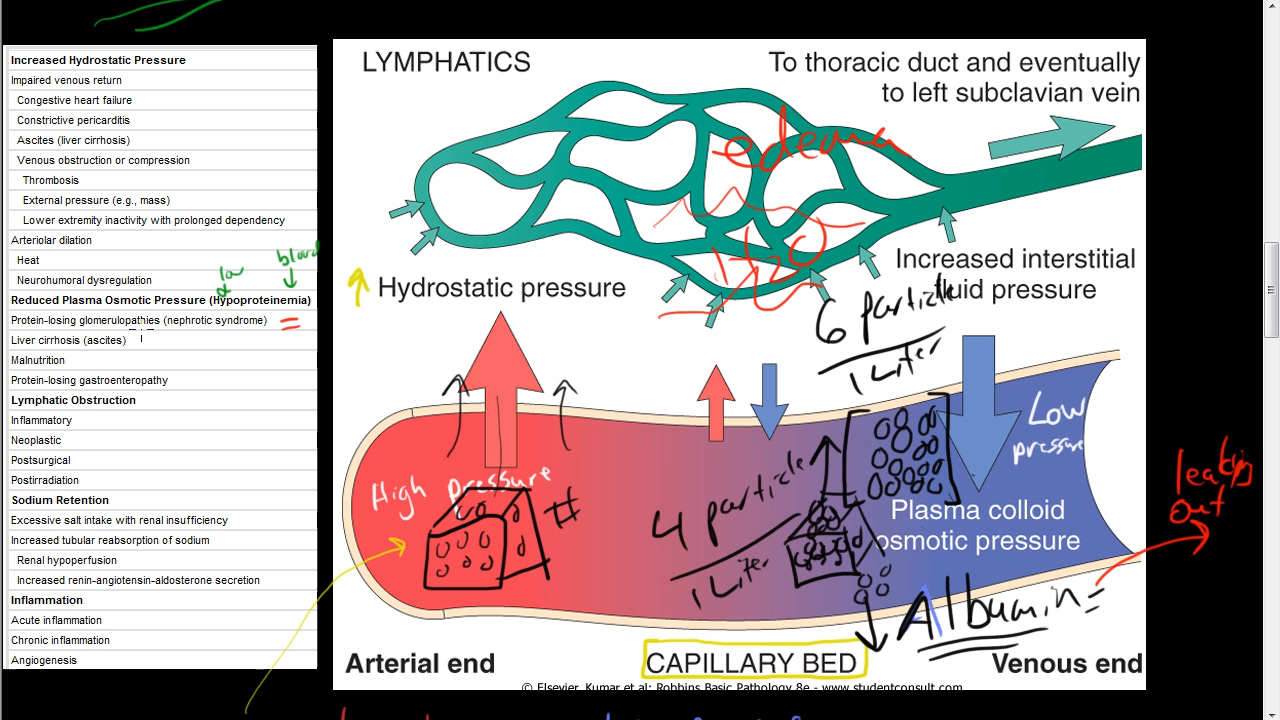 Increased Hydrostatic Pressure
Impaired venous return
Congestive heart failure
Constrictive pericarditis
Ascites (liver cirrhosis)
Venous obstruction or compression
Thrombosis
External pressure (e.g., mass)
Lower extremity inactivity with prolonged dependency
Arteriolar dilation
Heat
Neurohumoral dysregulation
low
blood
Reduced Plasma Osmotic Pressure (Hypoproteinemia)
Protein-losing glomerulopathies (nephrotic syndrome)
Liver cirrhosis (ascites)
Malnutrition
Protein-losing gastroenteropathy
Lymphatic Obstruction
Inflammatory
Neoplastic
Postsurgical
Postirradiation
Sodium Retention
Excessive salt intake with renal insufficiency
Increased tubular reabsorption of sodium
Renal hypoperfusion
Increased renin-angiotensin-aldosterone secretion
Inflammation
Acute inflammation
Chronic inflammation
Angiogenesis
LYMPHATICS
To thoracic duct and eventually
to left subclavian vein
edema
H2O
Hydrostatic pressure
Increased interstitial
fluid pressure
6 particle
1 Liter
High Pressure
#
4 particle
1 Liter
Low
pressure
Plasma colloid
osmotic pressure
Albumin
leaking
out
Arterial end
CAPILLARY BED
Venous end
© Elsevier. Kumar et al: Robbins Basic Pathology 8e - www.studentconsult.com